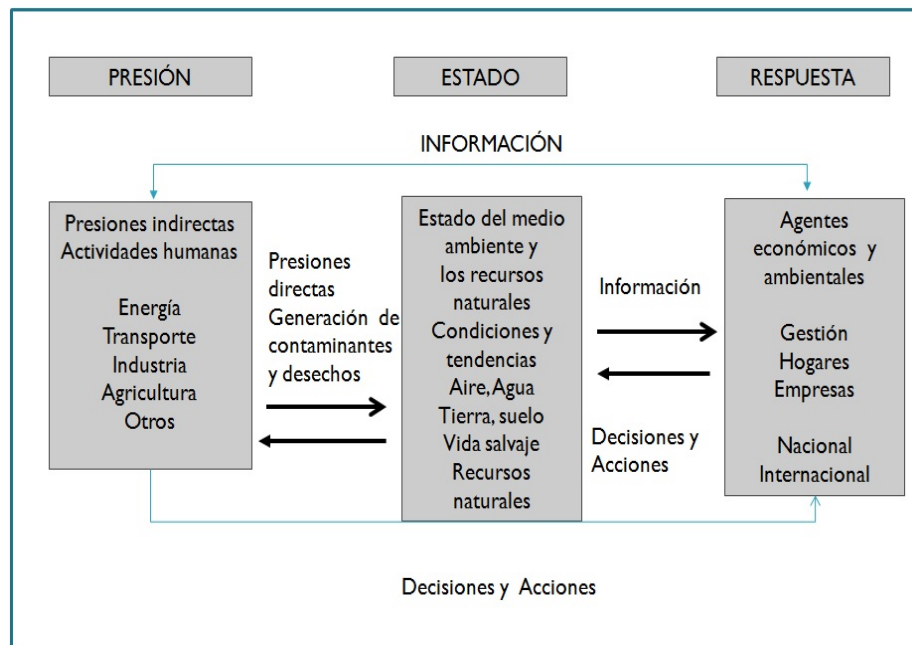 PRESIÓN
ESTADO
RESPUESTA
INFORMACIÓN
Presiones indirectas
Actividades humanas
Energía
Transporte
Industria
Agricultura
Otros
Presiones
directas
Generación de
contaminantes
y desechos
Estado del medio
ambiente y
los recursos
naturales
Condiciones y
tendencias
Aire, Agua
Tierra, suelo
Vida salvaje
Recursos
naturales
Información
Decisiones y
Acciones
Agentes
económicos y
ambientales
Gestión
Hogares
Empresas
Nacional
Internacional
Decisiones y Acciones